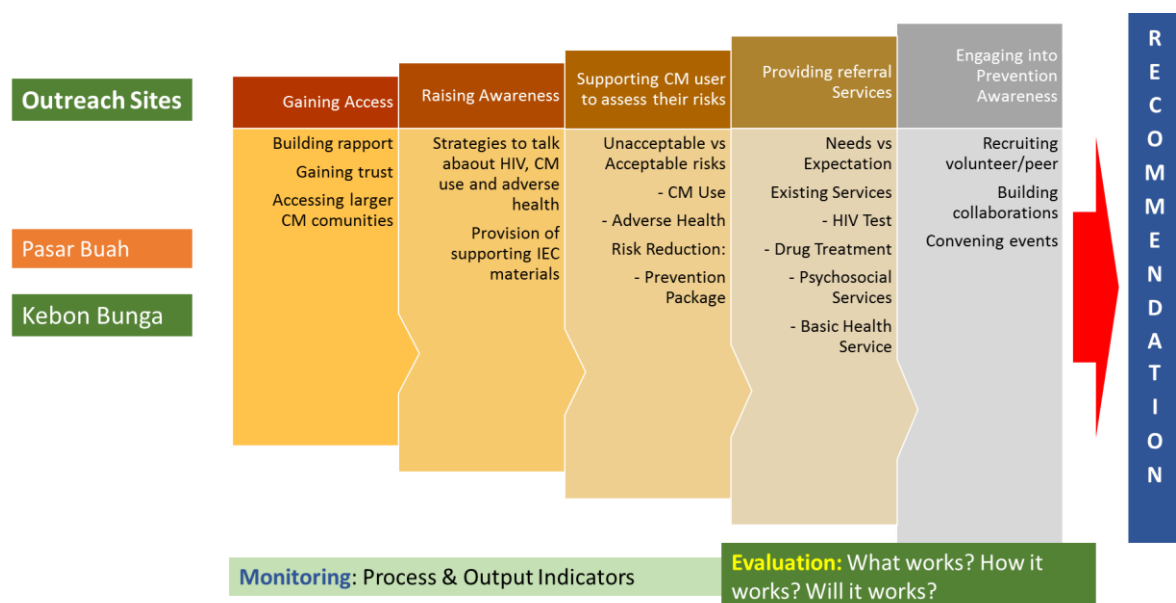 Outreach Sites
Pasar Buah
Kebon Bunga
Gaining Access
Building rapport
Gaining trust
Accessing larger
CM comunities
Raising Awareness
Strategies to talk
abaout HIV, CM
use and adverse
health
Provision of
supporting IEC
materials
Supporting CM user
to assess their risks
Unacceptable vs
Acceptable risks
- CM Use
- Adverse Health
Risk Reduction:
- Prevention
Package
Providing referral
Services
Needs vs
Expectation
Existing Services
- HIV Test
- Drug Treatment
- Psychosocial
Services
- Basic Health
Service
Engaging into
Prevention
Awareness
Recruiting
volunteer/peer
Building
collaborations
Convening events
R
E
C
O
M
M
E
N
D
A
T
I
O
N
Monitoring: Process & Output Indicators
Evaluation: What works? How it
works? Will it works?